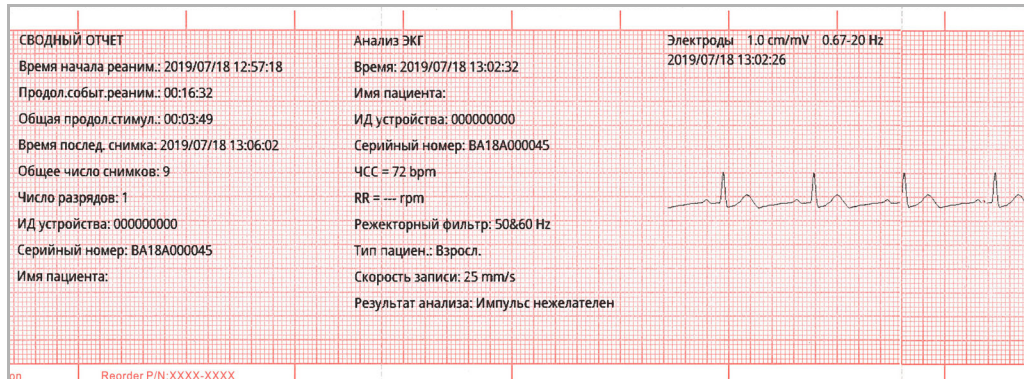 СВОДНЫЙ ОТЧЕТ
Время начала реаним.: 2019/07/18 12:57:18
Продол.событ.реаним.: 00:16:32
Общая продол.стимул.: 00:03:49
Время послед. снимка: 2019/07/18 13:06:02
Общее число снимков: 9
Число разрядов: 1
ИД устройства: 000000000
Серийный номер: BA18A000045
Имя пациента:
Анализ ЭКГ
Время: 2019/07/18 13:02:32
Имя пациента:
ИД устройства: 000000000
Серийный номер: BA18A000045
ЧСС = 72 bpm
RR = --- rpm
Режекторный фильтр: 50&60 Hz
Тип пациен.: Взросл.
Скорость записи: 25 mm/s
Результат анализа: Импульс нежелателен
Электроды 1.0 cm/mV 0.67-20 Hz
2019/07/18 13:02:26
on Reorder P/N:XXXX-XXXX